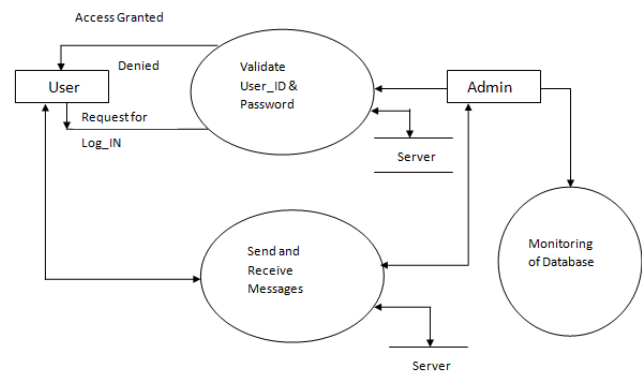 Access Granted
Denied
User
Request for
Log_IN
Validate
User_ID &
Password
Admin
Server
Send and
Receive
Messages
Monitoring
of Database
Server